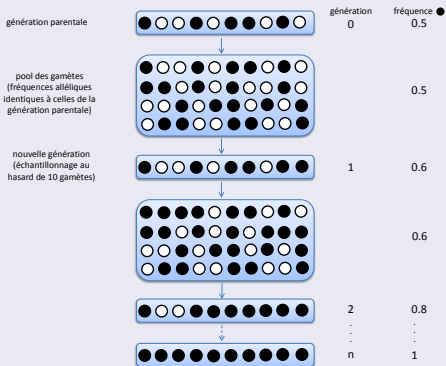 génération
fréquence
génération parentale
0
0.5
pool des gamètes
(fréquences alléliques
identiques à celles de la
génération parentale)
0.5
nouvelle génération
(échantillonnage au
hasard de 10 gamètes)
1
0.6
0.6
2
0.8
.
.
.
.
.
.
n
1